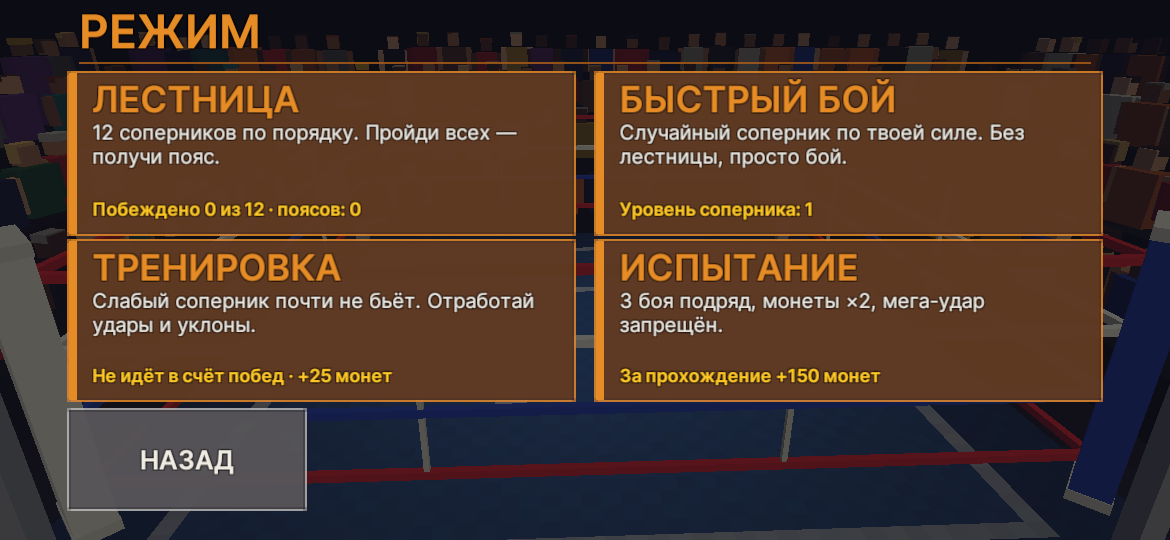 РЕЖИМ
ЛЕСТНИЦА
12 соперников по порядку. Пройди всех —
получи пояс.
Побеждено 0 из 12 · поясов: 0
БЫСТРЫЙ БОЙ
Случайный соперник по твоей силе. Без
лестницы, просто бой.
Уровень соперника: 1
ТРЕНИРОВКА
Слабый соперник почти не бьёт. Отработай
удары и уклоны.
Не идёт в счёт побед · +25 монет
ИСПЫТАНИЕ
3 боя подряд, монеты ×2, мега-удар
запрещён.
За прохождение +150 монет
НАЗАД